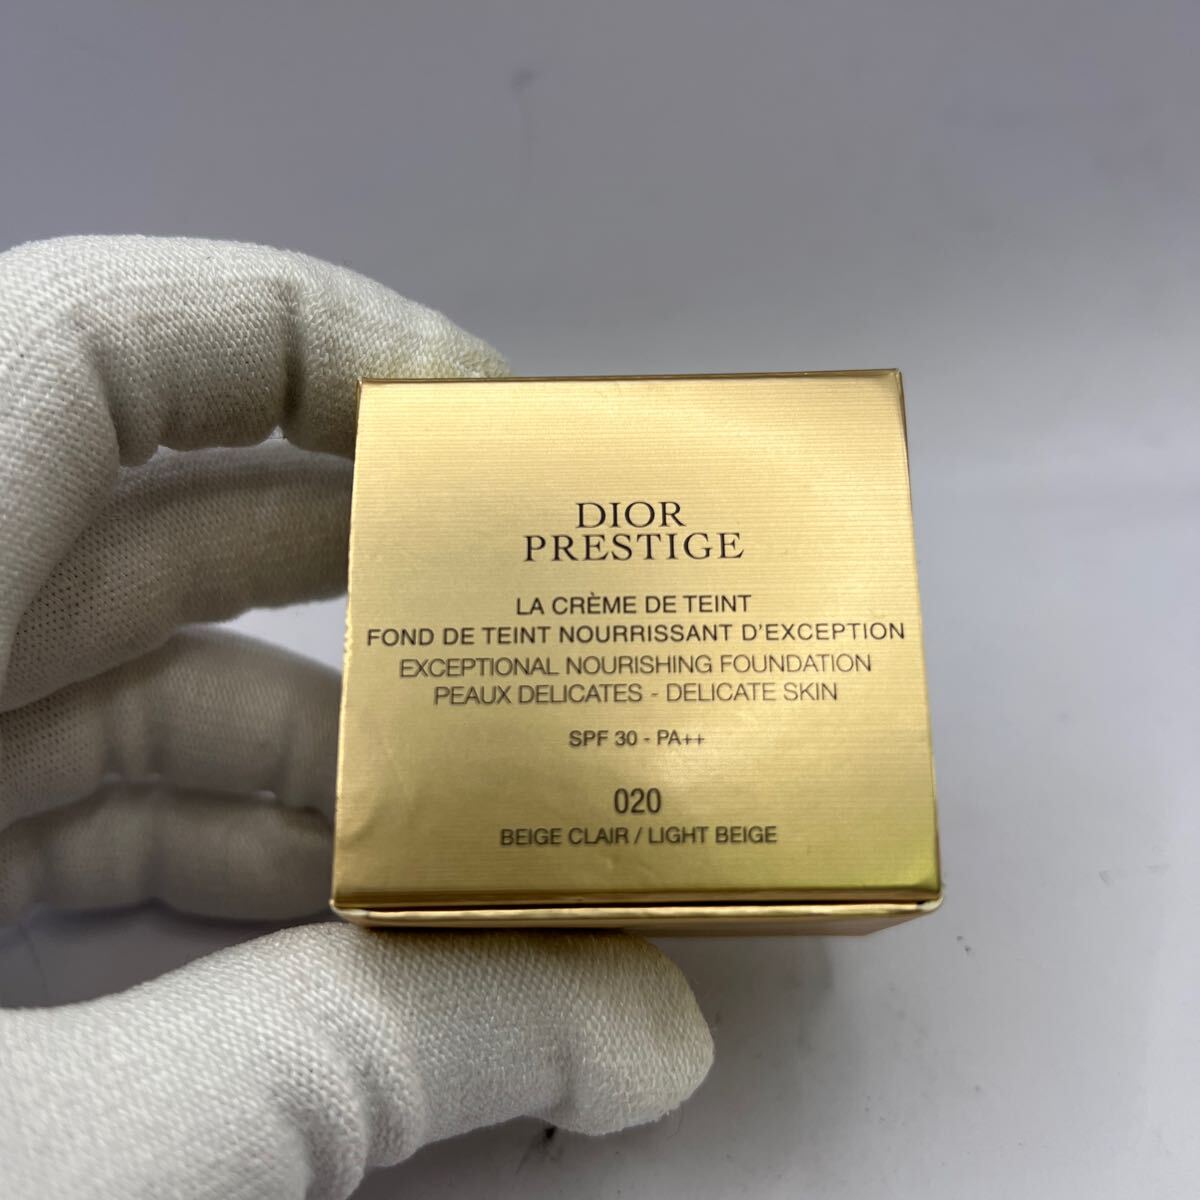 DIOR
PRESTIGE
LA CRÈME DE TEINT
FOND DE TEINT NOURRISSANT D'EXCEPTION
EXCEPTIONAL NOURISHING FOUNDATION
PEAUX DELICATES - DELICATE SKIN
SPF 30 - PA++
020
BEIGE CLAIR / LIGHT BEIGE